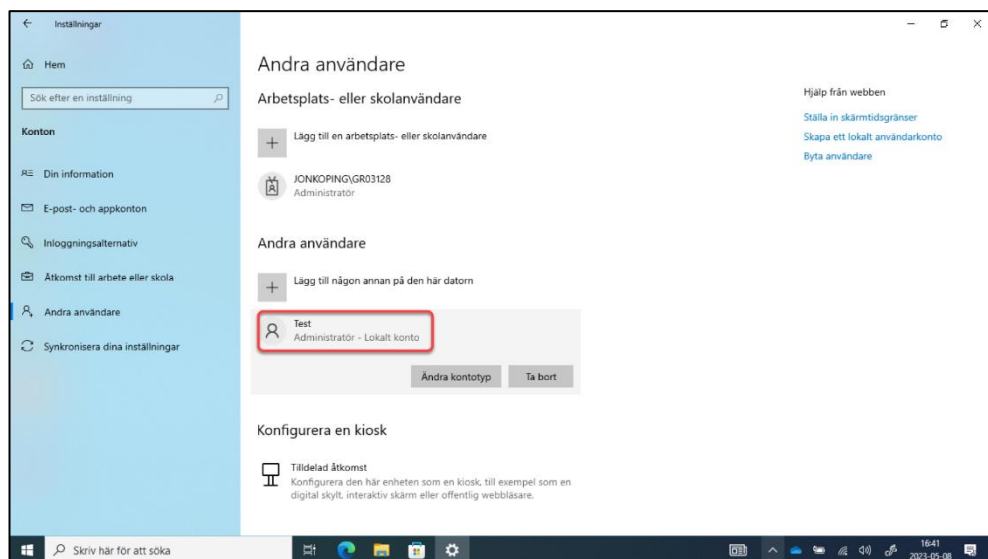 Inställningar
Hem
Sök efter en inställning
Konton
Din information
E-post- och appkonton
Inloggningsalternativ
Åtkomst till arbete eller skola
Andra användare
Synkronisera dina inställningar
Andra användare
Arbetsplats- eller skolanvändare
Lägg till en arbetsplats- eller skolanvändare
JONKOPING\GR03128
Administratör
Andra användare
Lägg till någon annan på den här datorn
Test
Administratör - Lokalt konto
Ändra kontotyp
Ta bort
Konfigurera en kiosk
Tilldelad åtkomst
Konfigurera den här enheten som en kiosk, till exempel som en
digital skylt, interaktiv skärm eller offentlig webbläsare.
Hjälp från webben
Ställa in skärmtidsgränser
Skapa ett lokalt användarkonto
Byta användare
Skriv här för att söka
16:41
2023-05-08